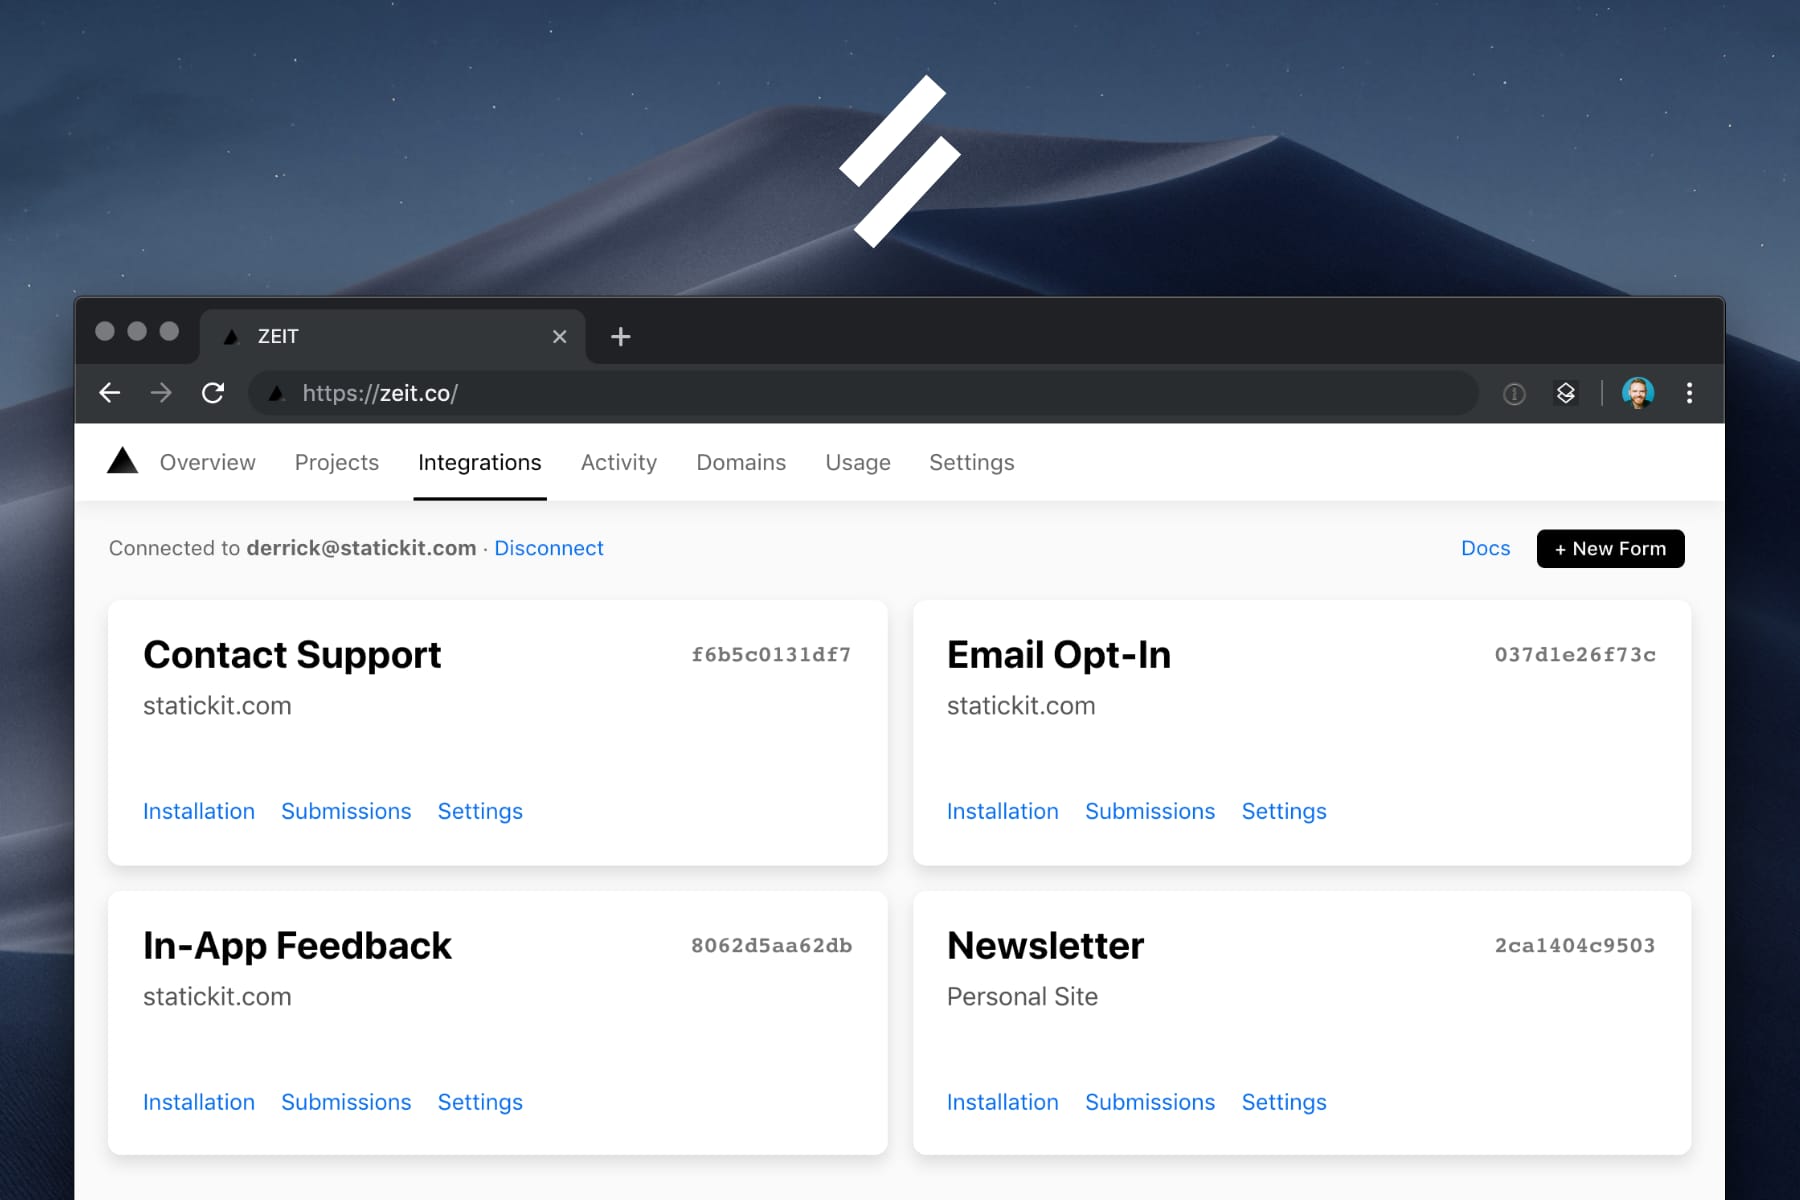 ZEIT
https://zeit.co/
Overview Projects Integrations Activity Domains Usage Settings
Connected to derrick@statickit.com · Disconnect Docs + New Form
Contact Support f6b5c0131df7
statickit.com
Installation Submissions Settings
Email Opt-In 037d1e26f73c
statickit.com
Installation Submissions Settings
In-App Feedback 8062d5aa62db
statickit.com
Installation Submissions Settings
Newsletter 2ca1404c9503
Personal Site
Installation Submissions Settings